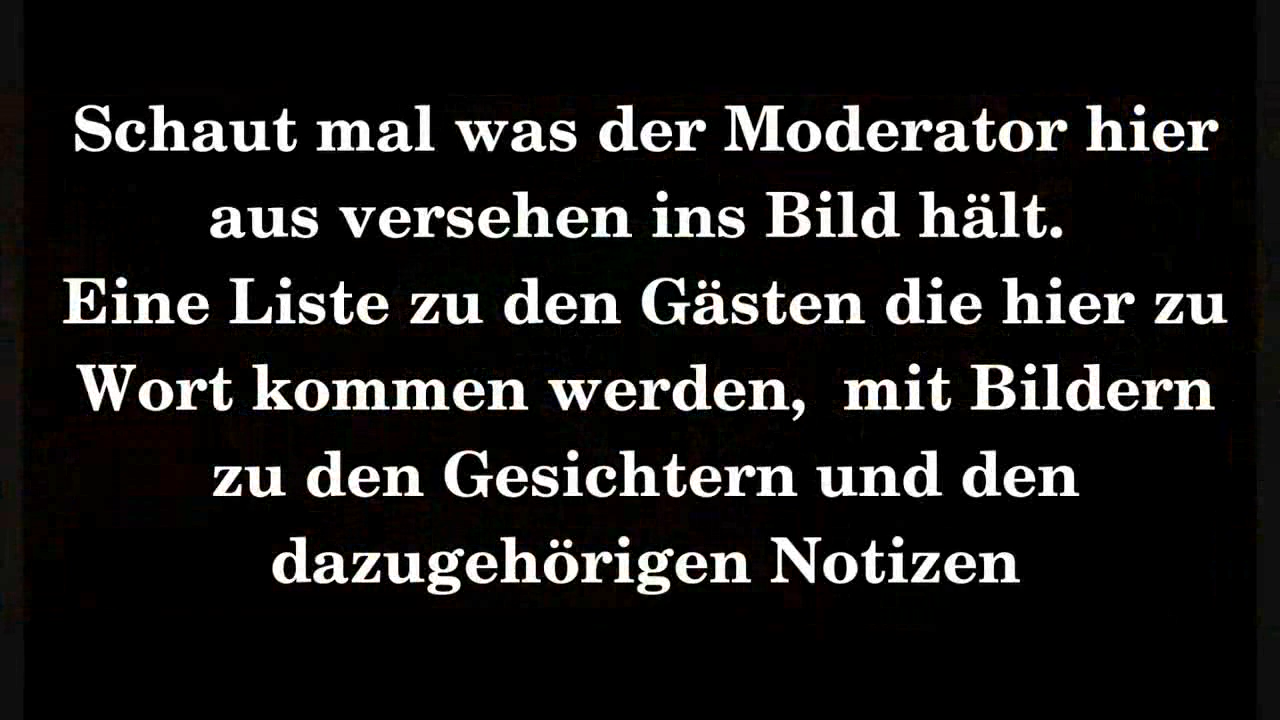 Schaut mal was der Moderator hier
aus versehen ins Bild hält.
Eine Liste zu den Gästen die hier zu
Wort kommen werden,  mit Bildern
zu den Gesichtern und den
dazugehörigen Notizen